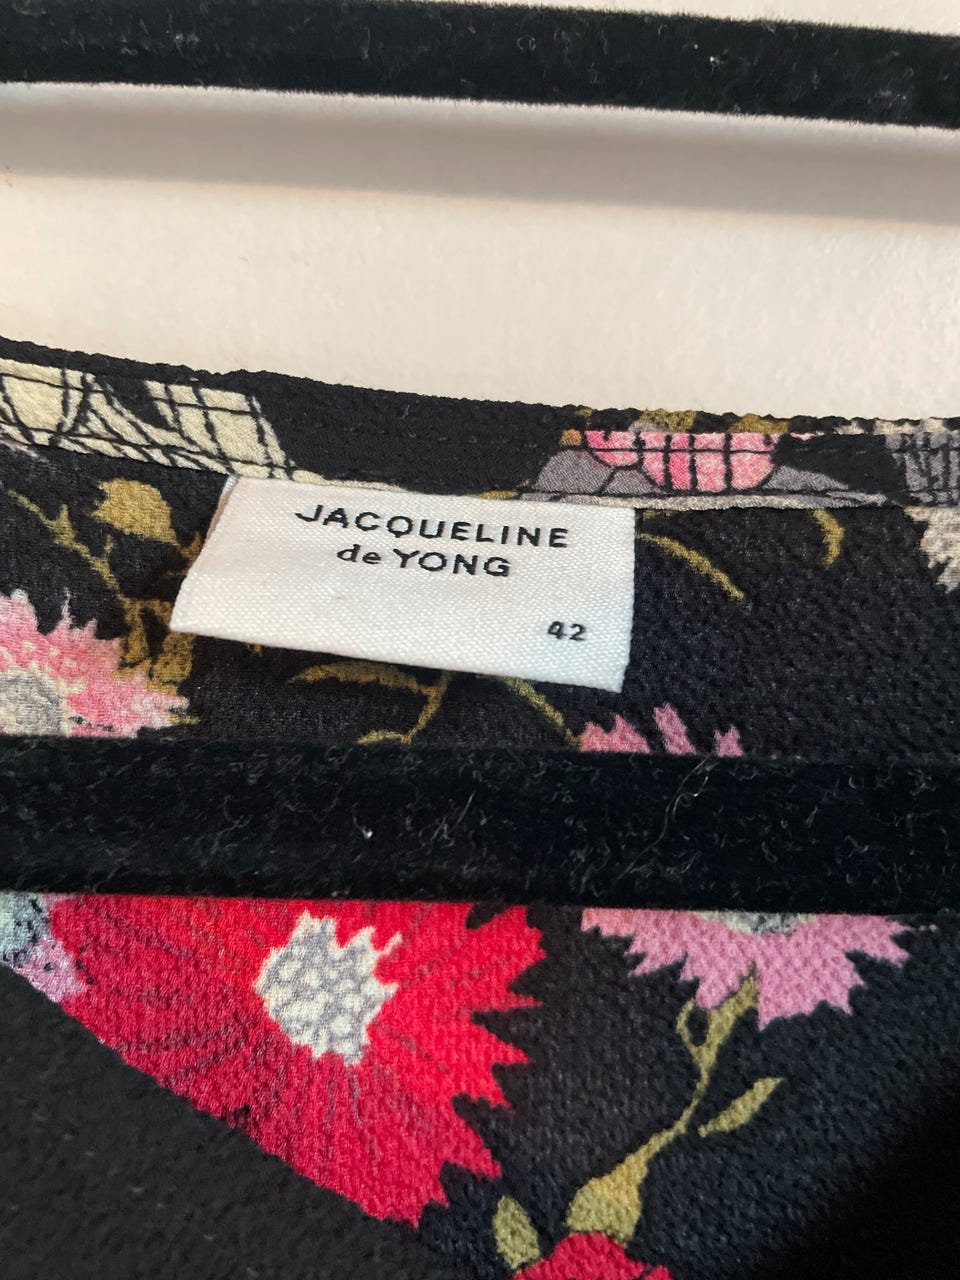 JACQUELINE
de YONG
42